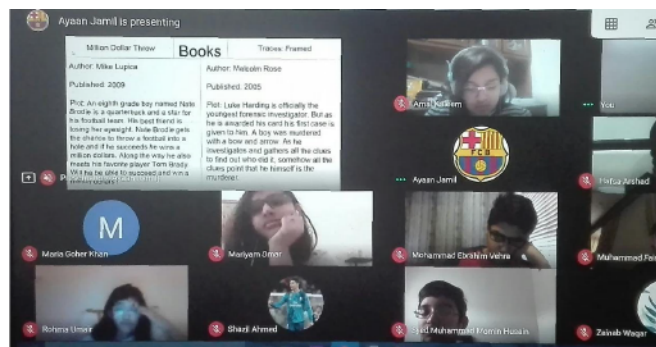 Ayaan Jamil is presenting
Million Dollar Throw
Books
Traces: Framed
Author: Mike Lupica
Published: 2009
Plot: An eighth grade boy named Nate
Brodie is a quarterback and a star for
his football team. His best friend is
losing her eyesight. Nate Brodie gets
the chance to throw a football into a
hole and if he succeeds he wins a
million dollars. Along the way he also
meets his favorite player Tom Brady.
Will he be able to succeed and win a
million dollars
Author: Malcolm Rose
Published: 2005
Plot: Luke Harding is officially the
youngest forensic investigator. But as
he is awarded his card his first case is
given to him. A boy was murdered
with a bow and arrow. As he
investigates and gathers all the clues
to find out who did it, somehow all the
clues point that he himself is the
murderer.
Amal Kaleem
You
FCB
Ayaan Jamil
Hafsa Arshad
M
Maria Goher Khan
Mariyam Omar
Mohammad Ebrahim Vehra
Muhammad
Rohena Umair
Shazil Ahmed
Muhammad Momin Husain
Zainab Waqar